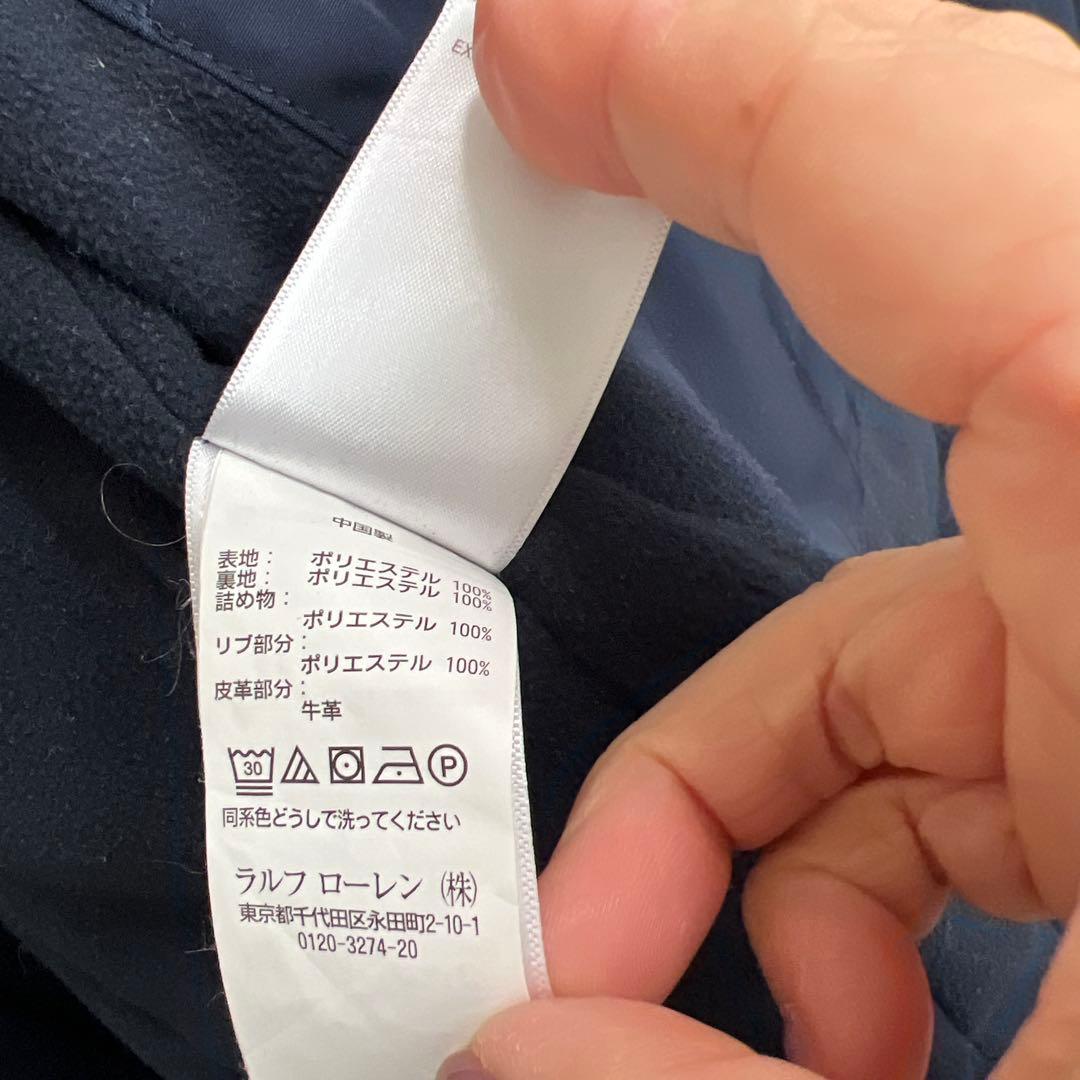 EX
中国製
表地： ポリエステル 100%
裏地： ポリエステル 100%
詰め物：
ポリエステル 100%
リブ部分：
ポリエステル 100%
皮革部分：
牛革
30 P
同系色どうしで洗ってください
ラルフ ローレン（株）
東京都千代田区永田町2-10-1
0120-3274-20